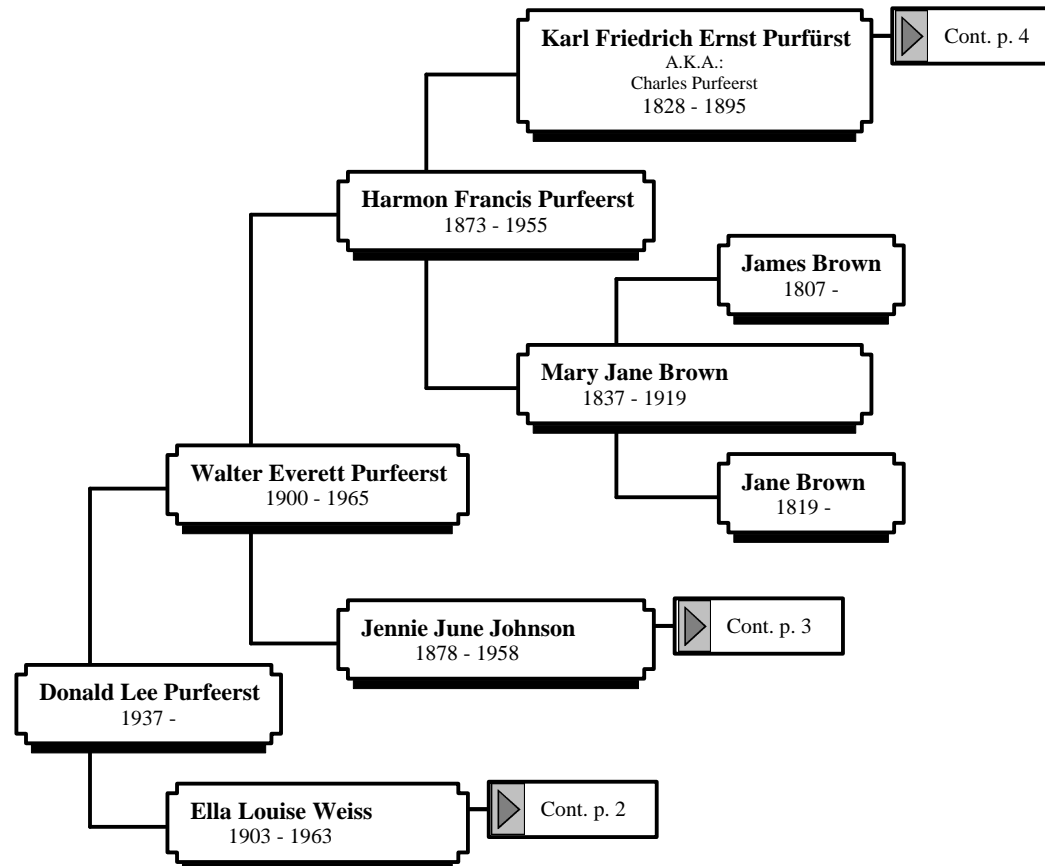 Karl Friedrich Ernst Purfürst
A.K.A.:
Charles Purfeerst
1828 - 1895
Cont. p. 4
Harmon Francis Purfeerst
1873 - 1955
James Brown
1807 -
Mary Jane Brown
1837 - 1919
Walter Everett Purfeerst
1900 - 1965
Jane Brown
1819 -
Jennie June Johnson
1878 - 1958
Cont. p. 3
Donald Lee Purfeerst
1937 -
Ella Louise Weiss
1903 - 1963
Cont. p. 2